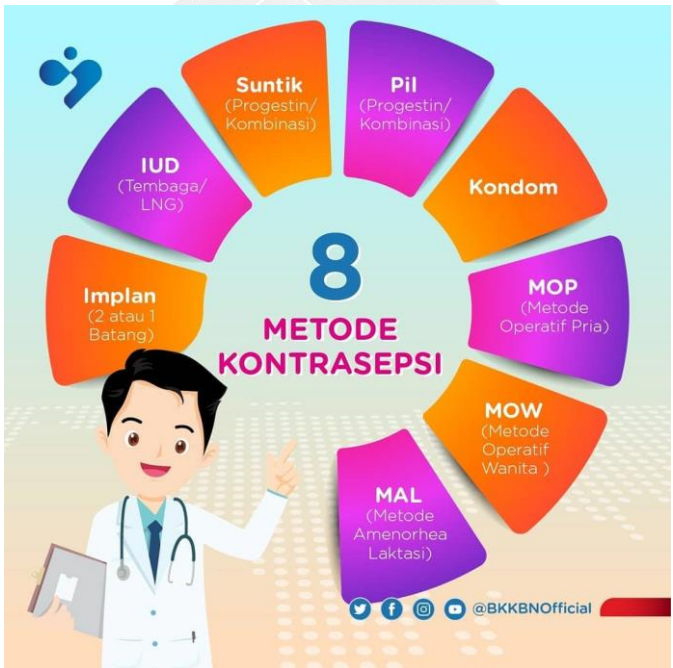 Suntik
(Progestin/
Kombinasi)
Pil
(Progestin/
Kombinasi)
IUD
(Tembaga/
LNG)
Kondom
Implan
(2 atau 1
Batang)
8
METODE
KONTRASEPSI
MOP
(Metode
Operatif Pria)
MOW
(Metode
Operatif
Wanita )
MAL
(Metode
Amenorhea
Laktasi)
@BKKBNOfficial